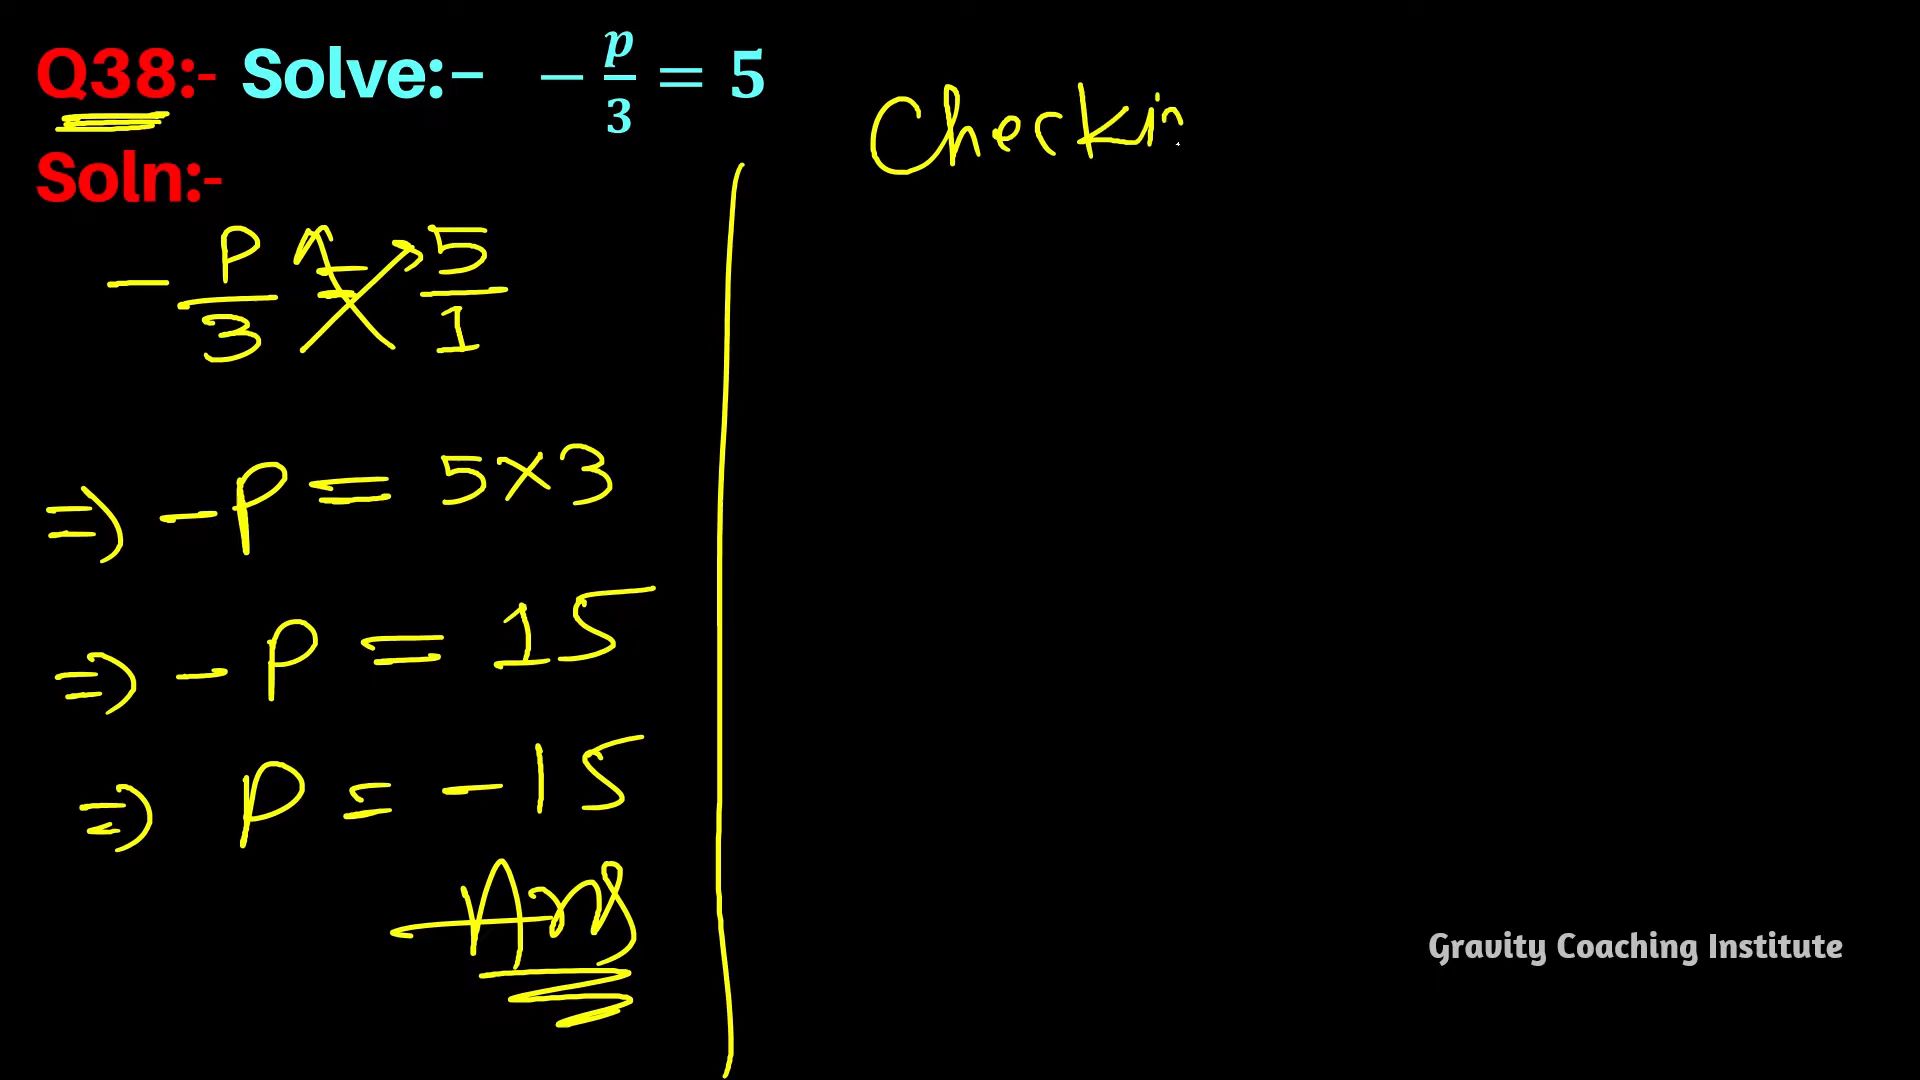 Q38:- Solve:- -p/3 = 5
Soln:-
- P/3 = 5/1
⇒ -P = 5×3
⇒ -P = 15
⇒ P = -15
Ans
Checkin
Gravity Coaching Institute